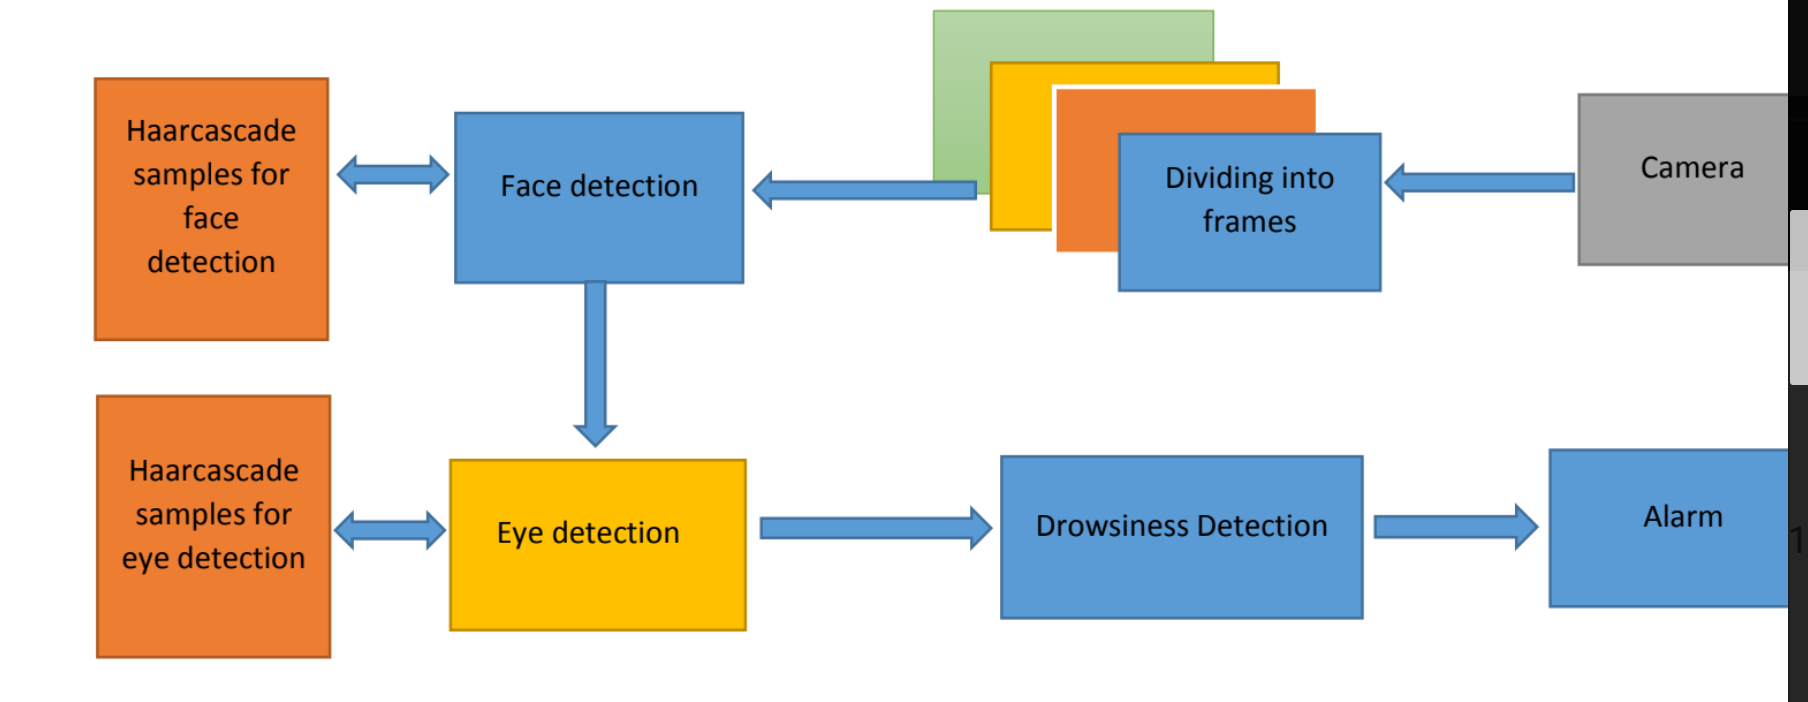 Haarcascade
samples for
face
detection
Face detection
Dividing into
frames
Camera
Haarcascade
samples for
eye detection
Eye detection
Drowsiness Detection
Alarm
1